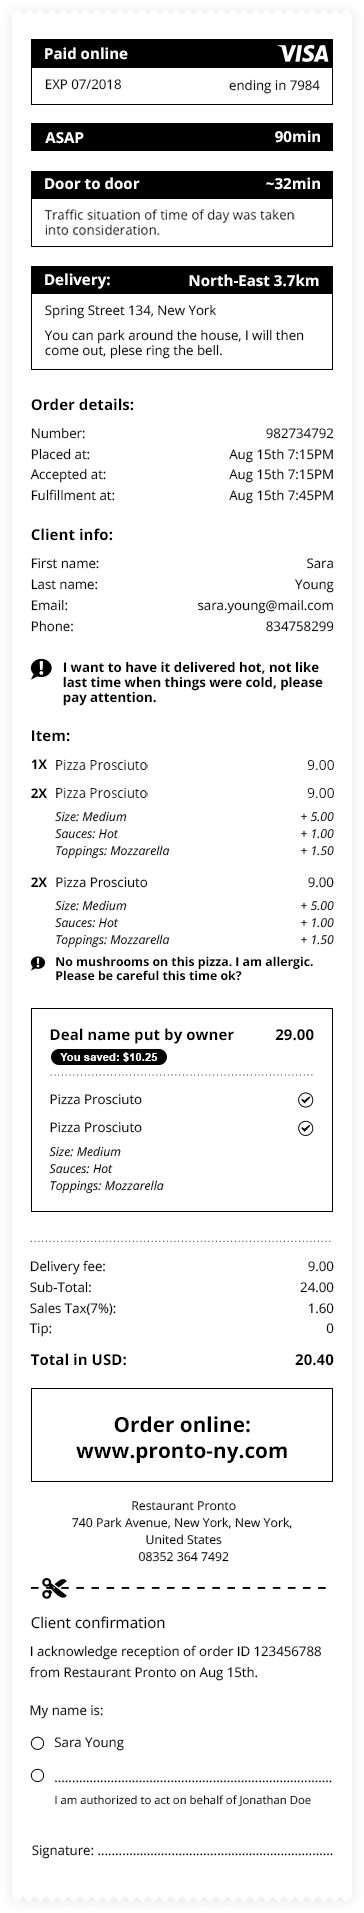 Paid online VISA
EXP 07/2018 ending in 7984
ASAP 90min
Door to door ~32min
Traffic situation of time of day was taken
into consideration.
Delivery: North-East 3.7km
Spring Street 134, New York
You can park around the house, I will then
come out, plese ring the bell.
Order details:
Number: 982734792
Placed at: Aug 15th 7:15PM
Accepted at: Aug 15th 7:15PM
Fulfillment at: Aug 15th 7:45PM
Client info:
First name: Sara
Last name: Young
Email: sara.young@mail.com
Phone: 834758299
I want to have it delivered hot, not like
last time when things were cold, please
pay attention.
Item:
1X Pizza Prosciuto 9.00
2X Pizza Prosciuto 9.00
Size: Medium + 5.00
Sauces: Hot + 1.00
Toppings: Mozzarella + 1.50
2X Pizza Prosciuto 9.00
Size: Medium + 5.00
Sauces: Hot + 1.00
Toppings: Mozzarella + 1.50
No mushrooms on this pizza. I am allergic.
Please be careful this time ok?
Deal name put by owner 29.00
You saved: $10.25
Pizza Prosciuto
Pizza Prosciuto
Size: Medium
Sauces: Hot
Toppings: Mozzarella
Delivery fee: 9.00
Sub-Total: 24.00
Sales Tax(7%): 1.60
Tip: 0
Total in USD: 20.40
Order online:
www.pronto-ny.com
Restaurant Pronto
740 Park Avenue, New York, New York,
United States
08352 364 7492
Client confirmation
I acknowledge reception of order ID 123456788
from Restaurant Pronto on Aug 15th.
My name is:
Sara Young
I am authorized to act on behalf of Jonathan Doe
Signature: